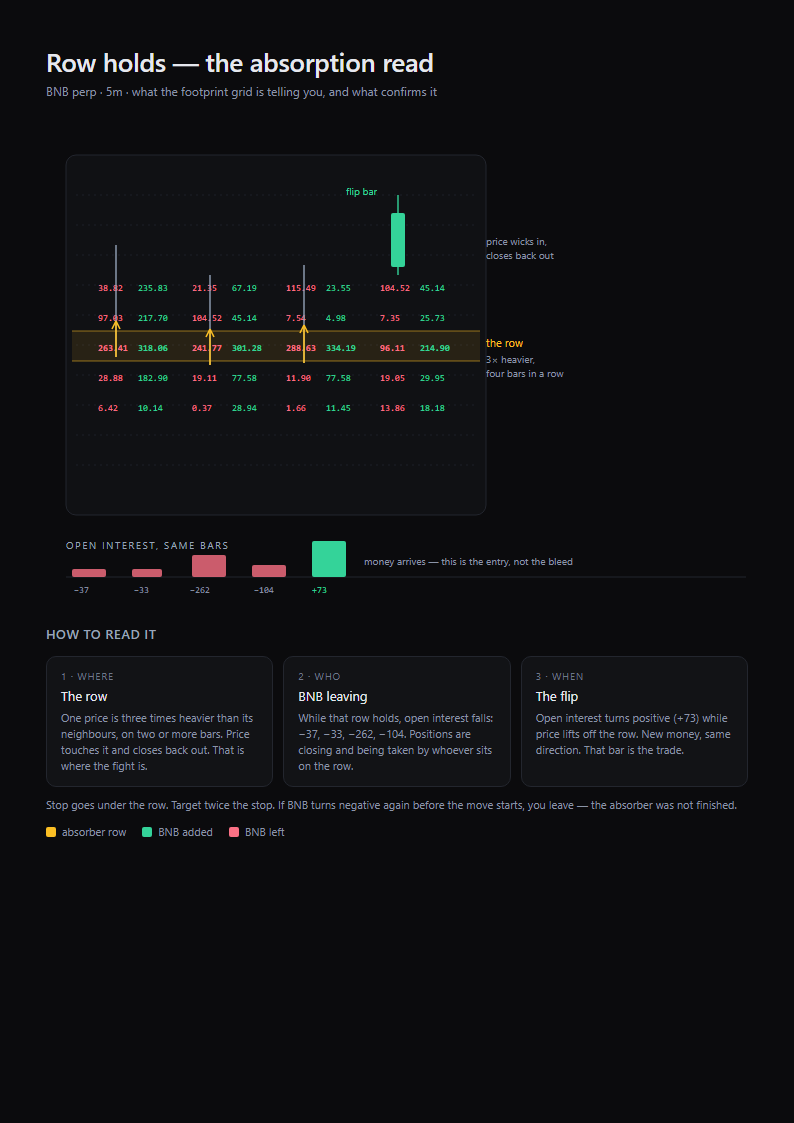 Row holds — the absorption read
BNB perp · 5m · what the footprint grid is telling you, and what confirms it
flip bar
price wicks in,
closes back out
38.82 235.83 21.35 67.19 115.49 23.55 104.52 45.14
97.03 217.70 104.52 45.14 7.54 4.98 7.35 25.73
the row
263.41 318.06 241.77 301.28 288.63 334.19 96.11 214.90
3× heavier,
four bars in a row
28.88 182.90 19.11 77.58 11.90 77.58 19.05 29.95
6.42 10.14 0.37 28.94 1.66 11.45 13.86 18.18
OPEN INTEREST, SAME BARS
money arrives — this is the entry, not the bleed
−37 −33 −262 −104 +73
HOW TO READ IT
1 · WHERE
The row
One price is three times heavier than its
neighbours, on two or more bars. Price
touches it and closes back out. That is
where the fight is.
2 · WHO
BNB leaving
While that row holds, open interest falls:
−37, −33, −262, −104. Positions are
closing and being taken by whoever sits
on the row.
3 · WHEN
The flip
Open interest turns positive (+73) while
price lifts off the row. New money, same
direction. That bar is the trade.
Stop goes under the row. Target twice the stop. If BNB turns negative again before the move starts, you leave — the absorber was not finished.
absorber row BNB added BNB left